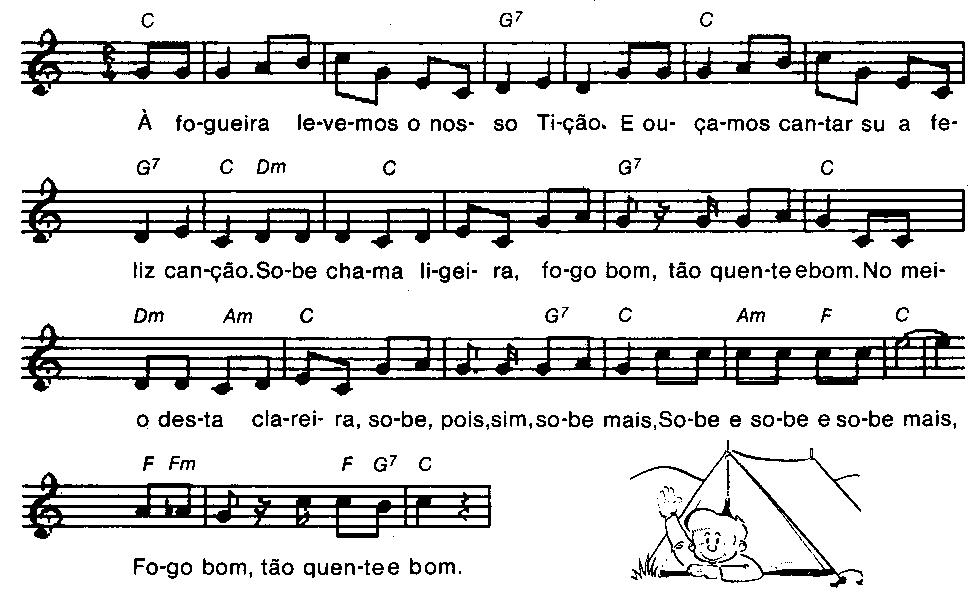 C G7 C
À fo-gueira le-ve-mos o nos- so Ti-ção. E ou- ça-mos can-tar su a fe-
G7 C Dm C G7 C
liz can-ção.So-be cha-ma li-gei- ra, fo-go bom, tão quen-teebom.No mei-
Dm Am C G7 C Am F C
o des-ta cla-rei- ra, so-be, pois,sim,so-be mais,So-be e so-be e so-be mais,
F Fm F G7 C
Fo-go bom, tão quen-tee bom.